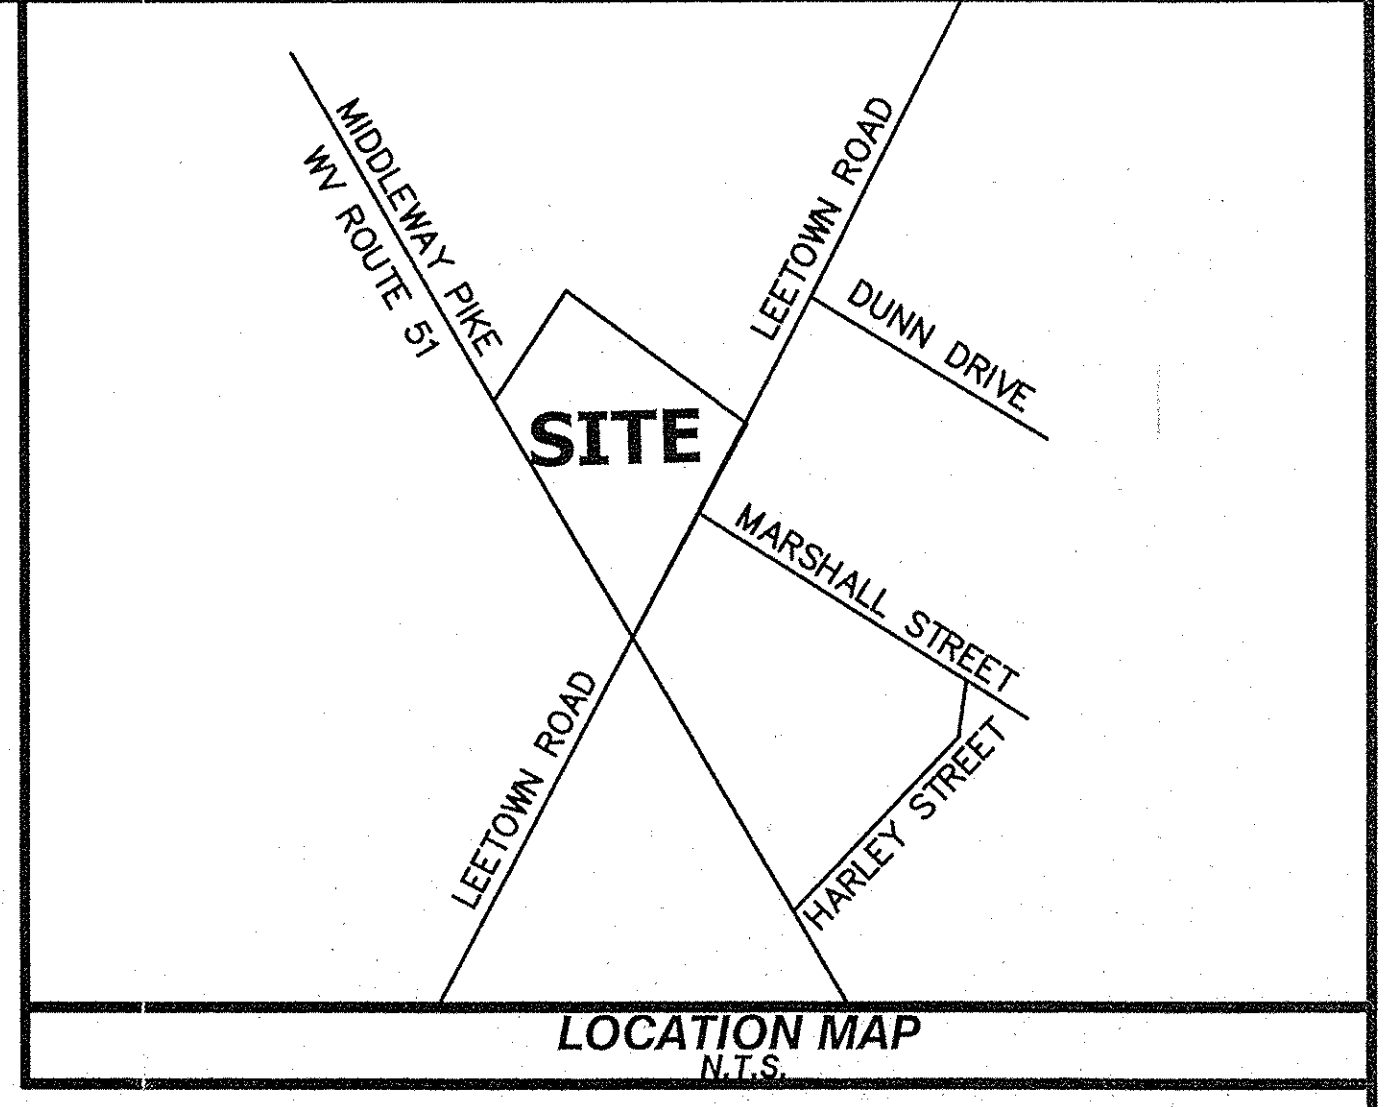 MIDDLEWAY PIKE
WV ROUTE 51
LEETOWN ROAD
DUNN DRIVE
SITE
MARSHALL STREET
LEETOWN ROAD
HARLEY STREET
LOCATION MAP
N.T.S.